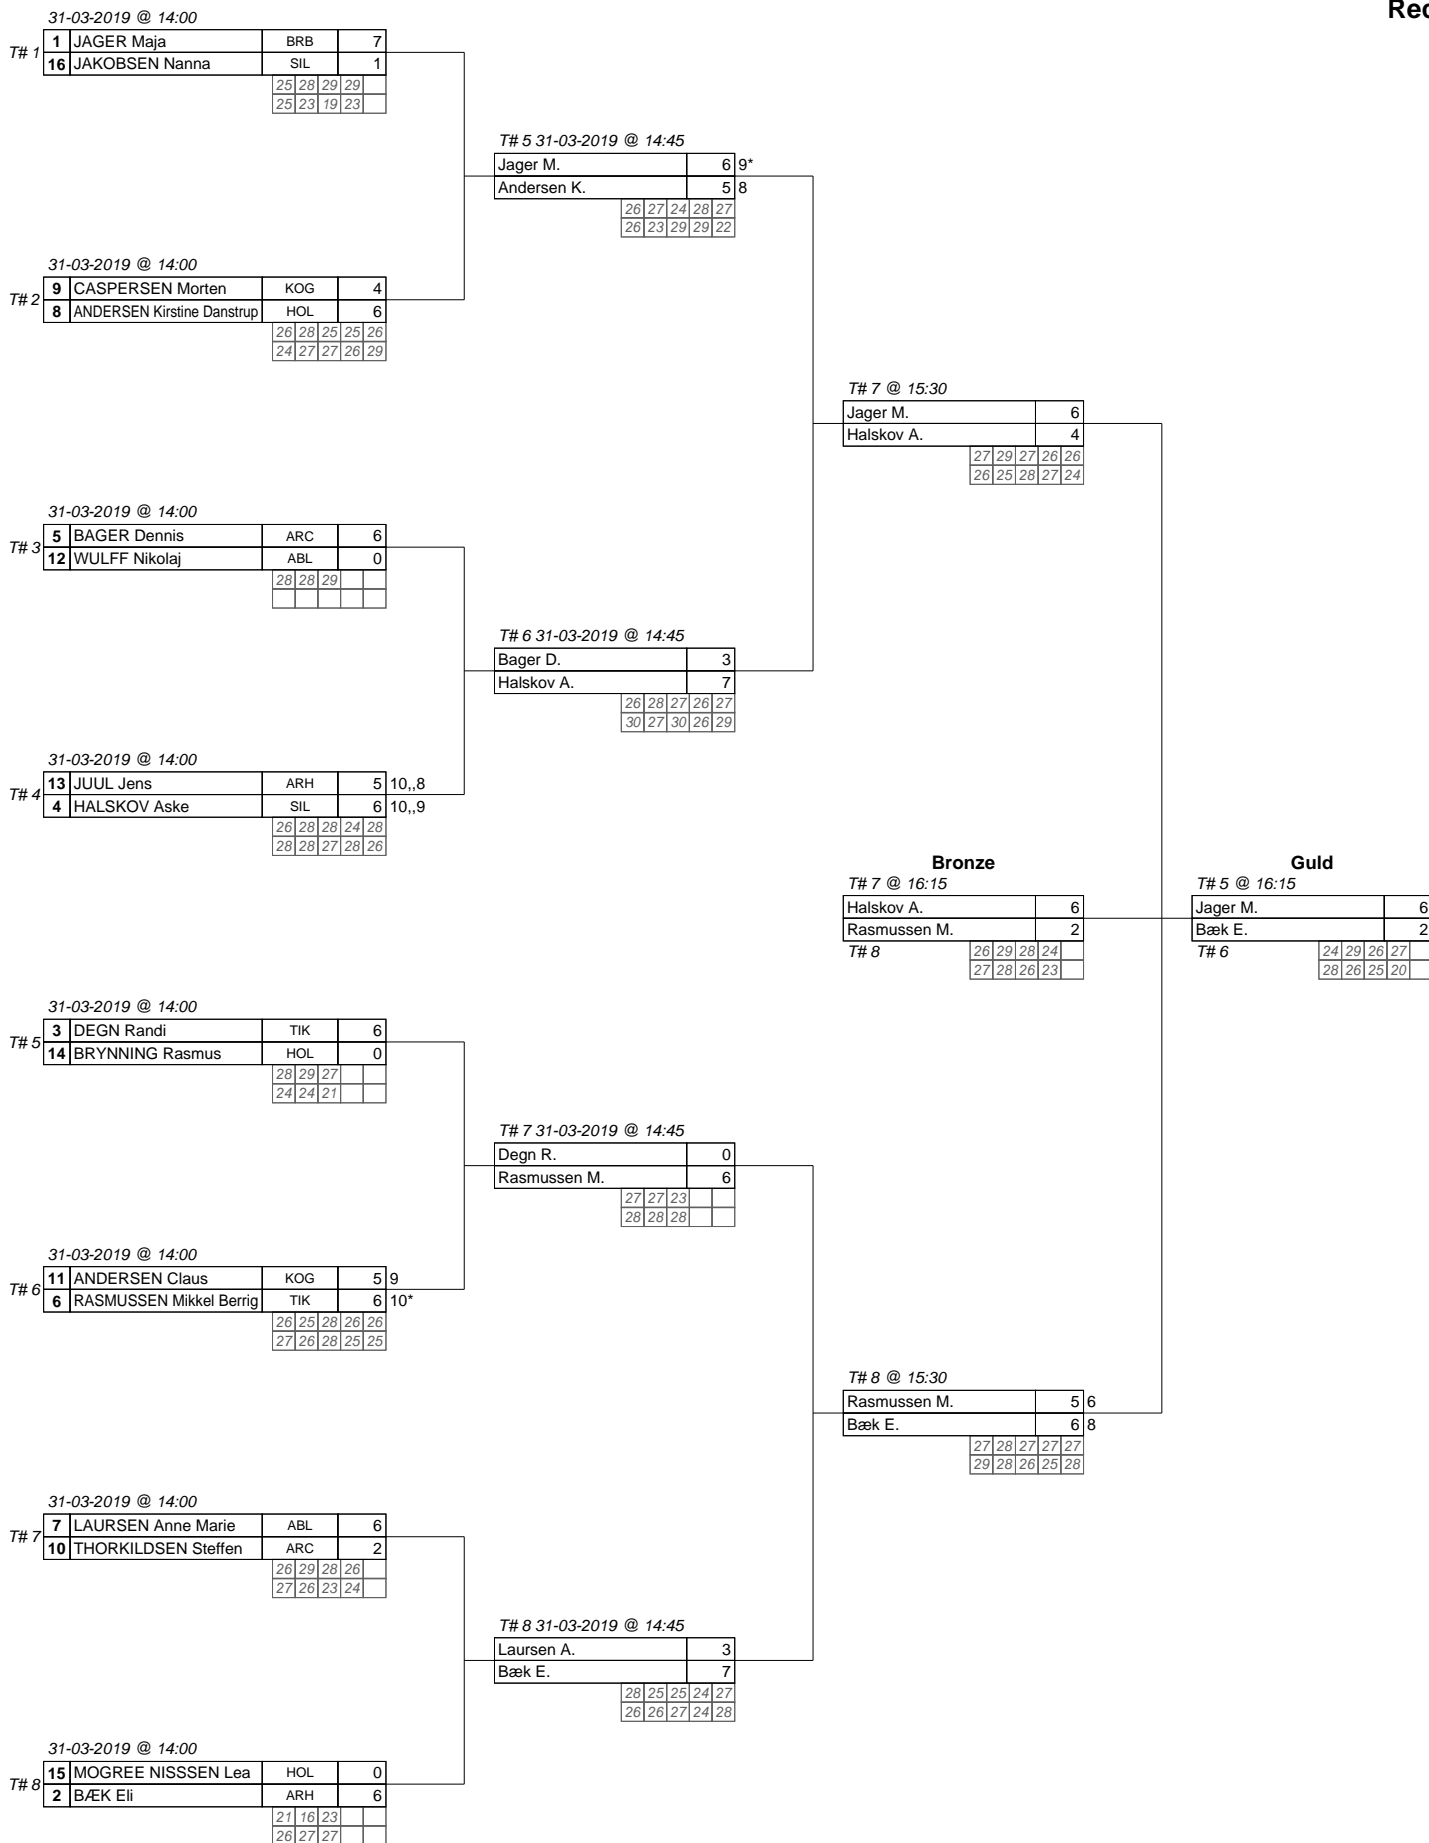 Rec
31-03-2019 @ 14:00
T# 1
1 JAGER Maja BRB 7
16 JAKOBSEN Nanna SIL 1
25 28 29 29
25 23 19 23
T# 5 31-03-2019 @ 14:45
Jager M. 6 9*
Andersen K. 5 8
26 27 24 28 27
26 23 29 29 22
31-03-2019 @ 14:00
T# 2
9 CASPERSEN Morten KOG 4
8 ANDERSEN Kirstine Danstrup HOL 6
26 28 25 25 26
24 27 27 26 29
T# 7 @ 15:30
Jager M. 6
Halskov A. 4
27 29 27 26 26
26 25 28 27 24
31-03-2019 @ 14:00
T# 3
5 BAGER Dennis ARC 6
12 WULFF Nikolaj ABL 0
28 28 29
T# 6 31-03-2019 @ 14:45
Bager D. 3
Halskov A. 7
26 28 27 26 27
30 27 30 26 29
31-03-2019 @ 14:00
T# 4
13 JUUL Jens ARH 5 10,,8
4 HALSKOV Aske SIL 6 10,,9
26 28 28 24 28
28 28 27 28 26
Bronze
T# 7 @ 16:15
Halskov A. 6
Rasmussen M. 2
T# 8
26 29 28 24
27 28 26 23
Guld
T# 5 @ 16:15
Jager M. 6
Bæk E. 2
T# 6
24 29 26 27
28 26 25 20
31-03-2019 @ 14:00
T# 5
3 DEGN Randi TIK 6
14 BRYNNING Rasmus HOL 0
28 29 27
24 24 21
T# 7 31-03-2019 @ 14:45
Degn R. 0
Rasmussen M. 6
27 27 23
28 28 28
31-03-2019 @ 14:00
T# 6
11 ANDERSEN Claus KOG 5 9
6 RASMUSSEN Mikkel Berrig TIK 6 10*
26 25 28 26 26
27 26 28 25 25
T# 8 @ 15:30
Rasmussen M. 5 6
Bæk E. 6 8
27 28 27 27 27
29 28 26 25 28
31-03-2019 @ 14:00
T# 7
7 LAURSEN Anne Marie ABL 6
10 THORKILDSEN Steffen ARC 2
26 29 28 26
27 26 23 24
T# 8 31-03-2019 @ 14:45
Laursen A. 3
Bæk E. 7
28 25 25 24 27
26 26 27 24 28
31-03-2019 @ 14:00
T# 8
15 MOGREE NISSSEN Lea HOL 0
2 BÆK Eli ARH 6
21 16 23
26 27 27